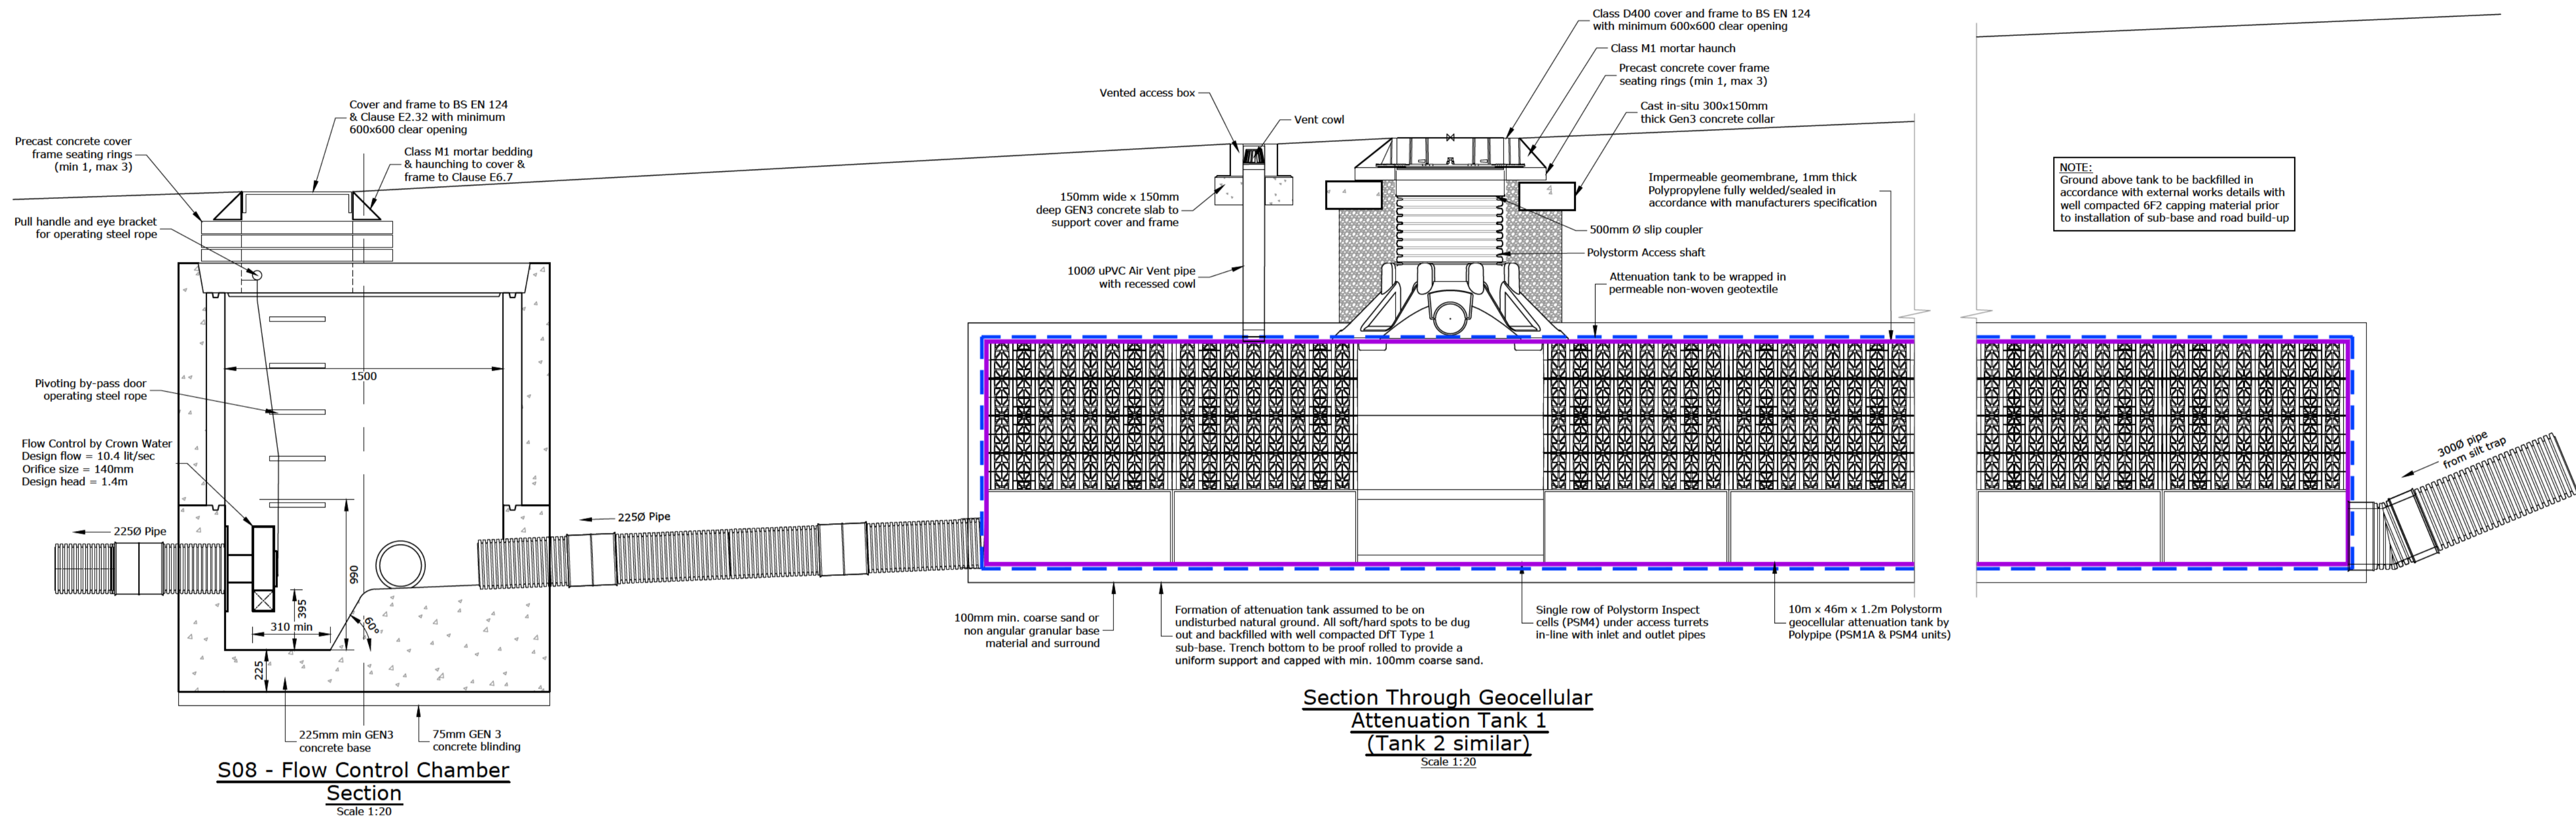 Cover and frame to BS EN 124
& Clause E2.32 with minimum
600x600 clear opening
Precast concrete cover
frame seating rings
(min 1, max 3)
Class M1 mortar bedding
& haunching to cover &
frame to Clause E6.7
Pull handle and eye bracket
for operating steel rope
1500
Pivoting by-pass door
operating steel rope
Flow Control by Crown Water
Design flow = 10.4 lit/sec
Orifice size = 140mm
Design head = 1.4m
225Ø Pipe
225Ø Pipe
990
395
310 min
60°
225
225mm min GEN3
concrete base
75mm GEN 3
concrete blinding
S08 - Flow Control Chamber
Section
Scale 1:20
Class D400 cover and frame to BS EN 124
with minimum 600x600 clear opening
Class M1 mortar haunch
Precast concrete cover frame
seating rings (min 1, max 3)
Cast in-situ 300x150mm
thick Gen3 concrete collar
Vented access box
Vent cowl
150mm wide x 150mm
deep GEN3 concrete slab to
support cover and frame
100Ø uPVC Air Vent pipe
with recessed cowl
Impermeable geomembrane, 1mm thick
Polypropylene fully welded/sealed in
accordance with manufacturers specification
500mm Ø slip coupler
Polystorm Access shaft
Attenuation tank to be wrapped in
permeable non-woven geotextile
NOTE:
Ground above tank to be backfilled in
accordance with external works details with
well compacted 6F2 capping material prior
to installation of sub-base and road build-up
300Ø pipe
from silt trap
100mm min. coarse sand or
non angular granular base
material and surround
Formation of attenuation tank assumed to be on
undisturbed natural ground. All soft/hard spots to be dug
out and backfilled with well compacted DfT Type 1
sub-base. Trench bottom to be proof rolled to provide a
uniform support and capped with min. 100mm coarse sand.
Single row of Polystorm Inspect
cells (PSM4) under access turrets
in-line with inlet and outlet pipes
10m x 46m x 1.2m Polystorm
geocellular attenuation tank by
Polypipe (PSM1A & PSM4 units)
Section Through Geocellular
Attenuation Tank 1
(Tank 2 similar)
Scale 1:20